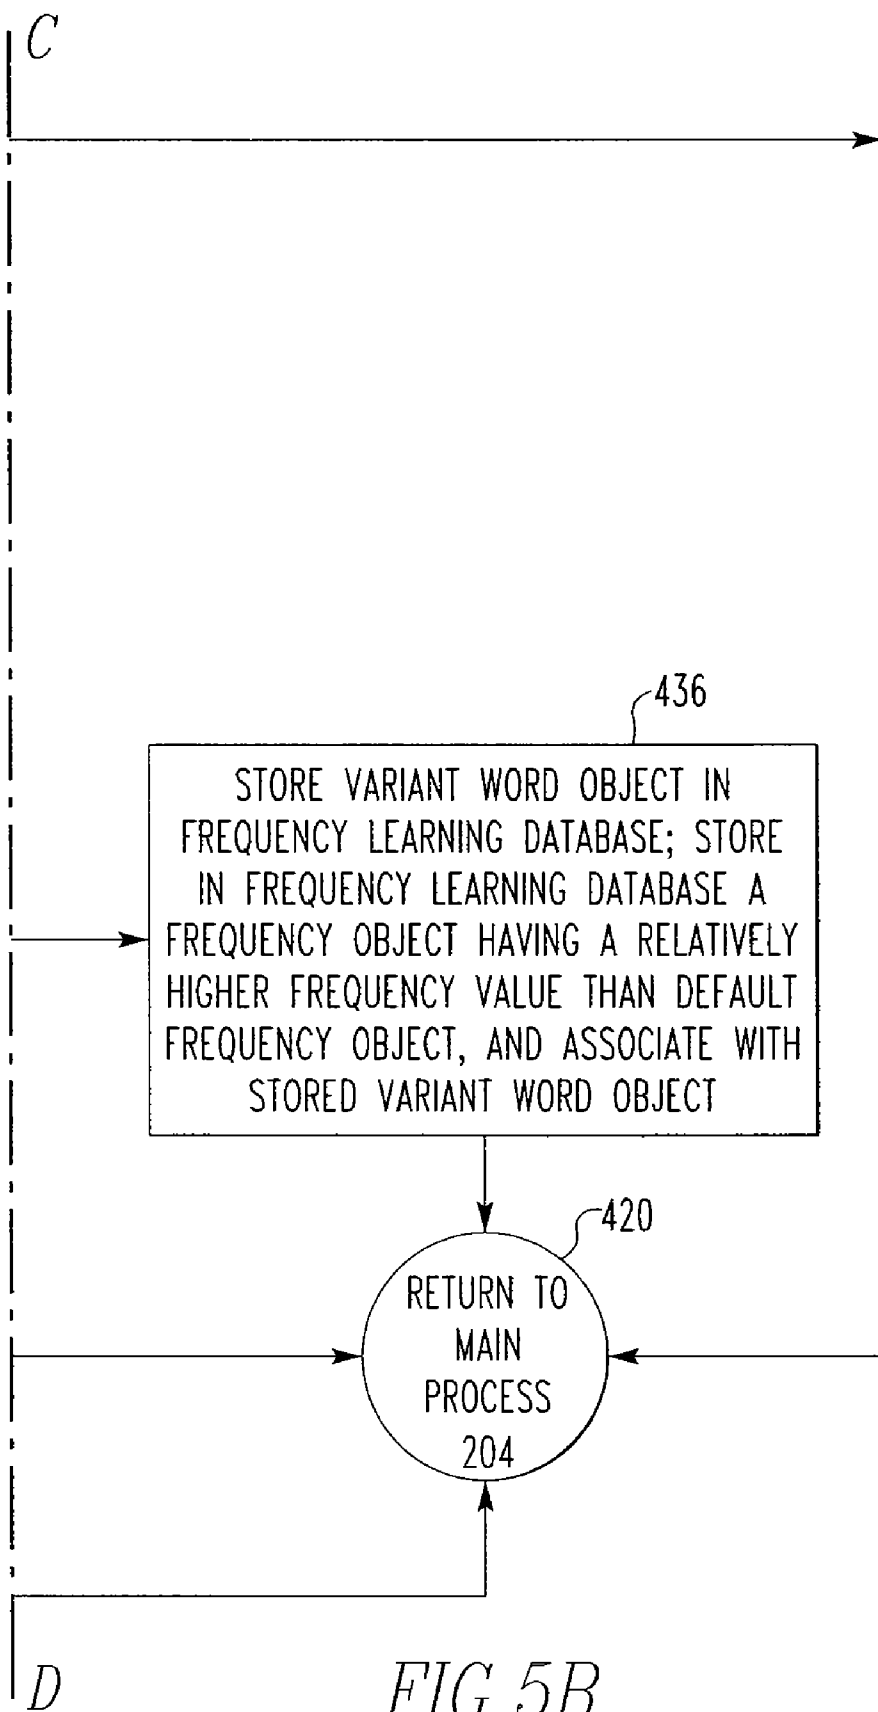 C
436
STORE VARIANT WORD OBJECT IN
FREQUENCY LEARNING DATABASE; STORE
IN FREQUENCY LEARNING DATABASE A
FREQUENCY OBJECT HAVING A RELATIVELY
HIGHER FREQUENCY VALUE THAN DEFAULT
FREQUENCY OBJECT, AND ASSOCIATE WITH
STORED VARIANT WORD OBJECT
420
RETURN TO
MAIN
PROCESS
204
D
FIG.5B